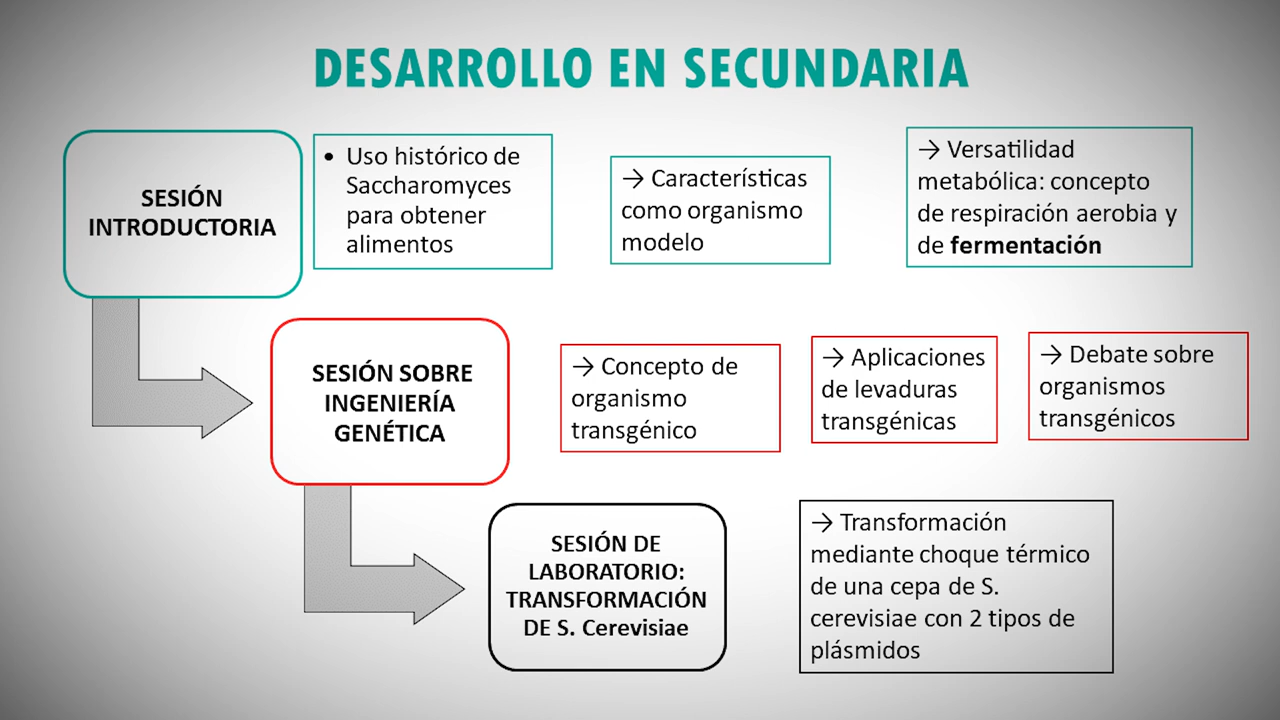 DESARROLLO EN SECUNDARIA
SESIÓN
INTRODUCTORIA
• Uso histórico de
Saccharomyces
para obtener
alimentos
→ Características
como organismo
modelo
→ Versatilidad
metabólica: concepto
de respiración aerobia y
de fermentación
SESIÓN SOBRE
INGENIERÍA
GENÉTICA
→ Concepto de
organismo
transgénico
→ Aplicaciones
de levaduras
transgénicas
→ Debate sobre
organismos
transgénicos
SESIÓN DE
LABORATORIO:
TRANSFORMACIÓN
DE S. Cerevisiae
→ Transformación
mediante choque térmico
de una cepa de S.
cerevisiae con 2 tipos de
plásmidos